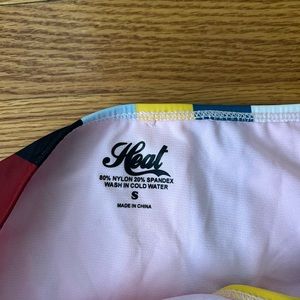 Heat
80% NYLON 20% SPANDEX
WASH IN COLD WATER
S
MADE IN CHINA